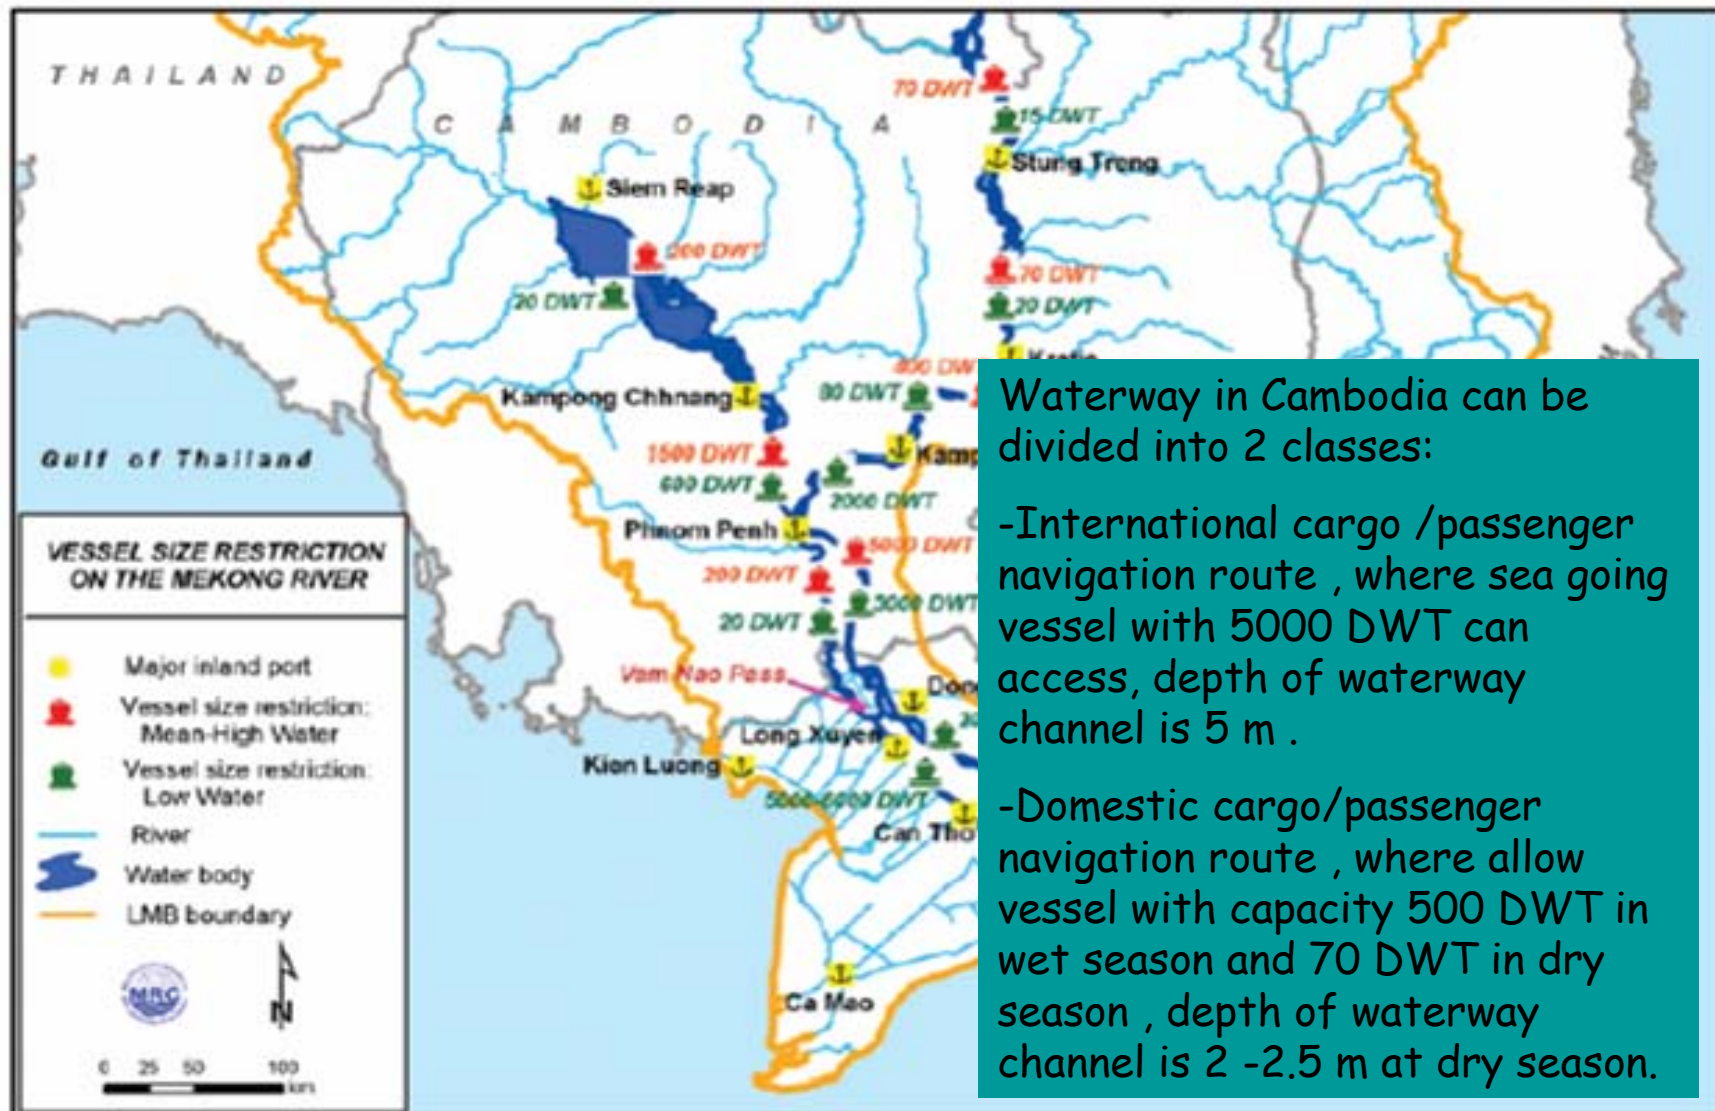 THAILAND
CAMBODIA
70 DWT
15 DWT
Stung Treng
Siem Reap
200 DWT
20 DWT
70 DWT
20 DWT
Kampong Chhnang
80 DWT
1500 DWT
600 DWT
2000 DWT
Phnom Penh
5000 DWT
200 DWT
3000 DWT
20 DWT
Vam Nao Pass
Long Xuyen
Kien Luong
5000-6000 DWT
Can Tho
Ca Mao
Gulf of Thailand
VESSEL SIZE RESTRICTION
ON THE MEKONG RIVER
Major inland port
Vessel size restriction:
Mean-High Water
Vessel size restriction:
Low Water
River
Water body
LMB boundary
MRC
N
0 25 50 100
km
Waterway in Cambodia can be
divided into 2 classes:
-International cargo /passenger
navigation route , where sea going
vessel with 5000 DWT can
access, depth of waterway
channel is 5 m .
-Domestic cargo/passenger
navigation route , where allow
vessel with capacity 500 DWT in
wet season and 70 DWT in dry
season , depth of waterway
channel is 2 -2.5 m at dry season.